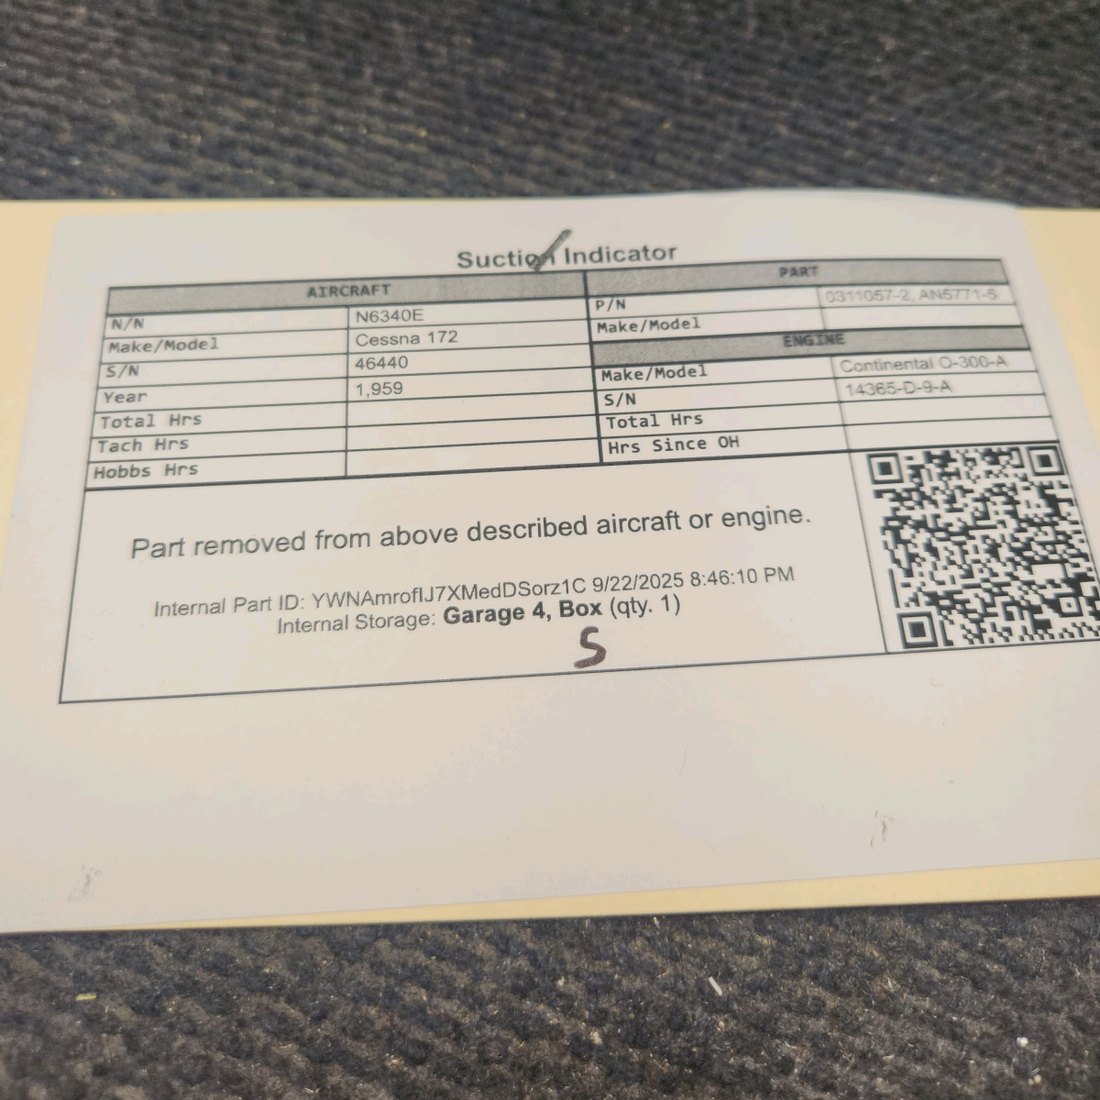 Suction Indicator
AIRCRAFT
N/N N6340E
Make/Model Cessna 172
S/N 46440
Year 1,959
Total Hrs
Tach Hrs
Hobbs Hrs
PART
P/N 0311057-2, AN5771-5
Make/Model
ENGINE
Make/Model Continental O-300-A
S/N 14365-D-9-A
Total Hrs
Hrs Since OH
Part removed from above described aircraft or engine.
Internal Part ID: YWNAmroflJ7XMedDSorz1C 9/22/2025 8:46:10 PM
Internal Storage: Garage 4, Box (qty. 1)
S